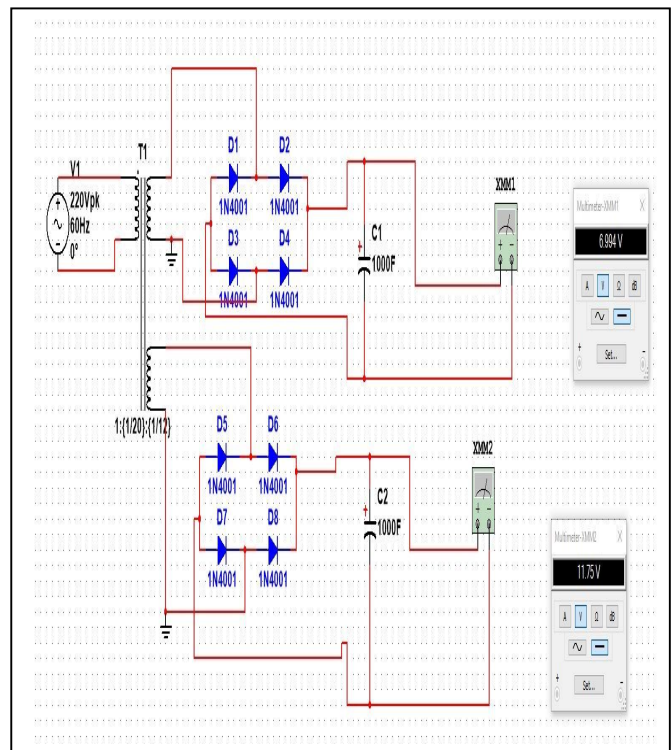 T1
V1
220Vpk
60Hz
0°
D1
D2
1N4001
1N4001
D3
D4
1N4001
1N4001
C1
1000F
XMM1
Multimeter-XMM1 X
6.994 V
A V Ω dB
Set...
+ -
1:{1/20}:{1/12}
D5
D6
1N4001
1N4001
D7
D8
1N4001
1N4001
C2
1000F
XMM2
Multimeter-XMM2 X
11.75 V
A V Ω dB
Set...
+ -